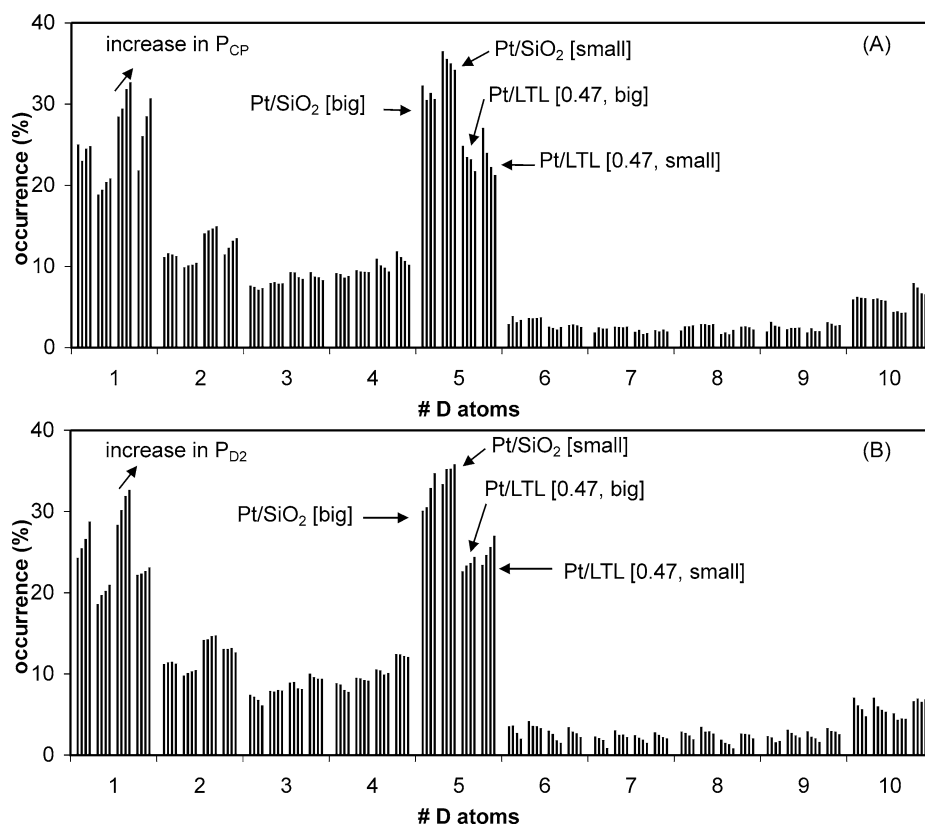 40
increase in PCP
Pt/SiO2 [small]
(A)
Pt/SiO2 [big]
Pt/LTL [0.47, big]
30
Pt/LTL [0.47, small]
20
occurrence (%)
10
0
1 2 3 4 5 6 7 8 9 10
# D atoms
40
increase in PD2
Pt/SiO2 [small]
(B)
Pt/LTL [0.47, big]
30
Pt/SiO2 [big]
Pt/LTL [0.47, small]
20
occurrence (%)
10
0
1 2 3 4 5 6 7 8 9 10
# D atoms